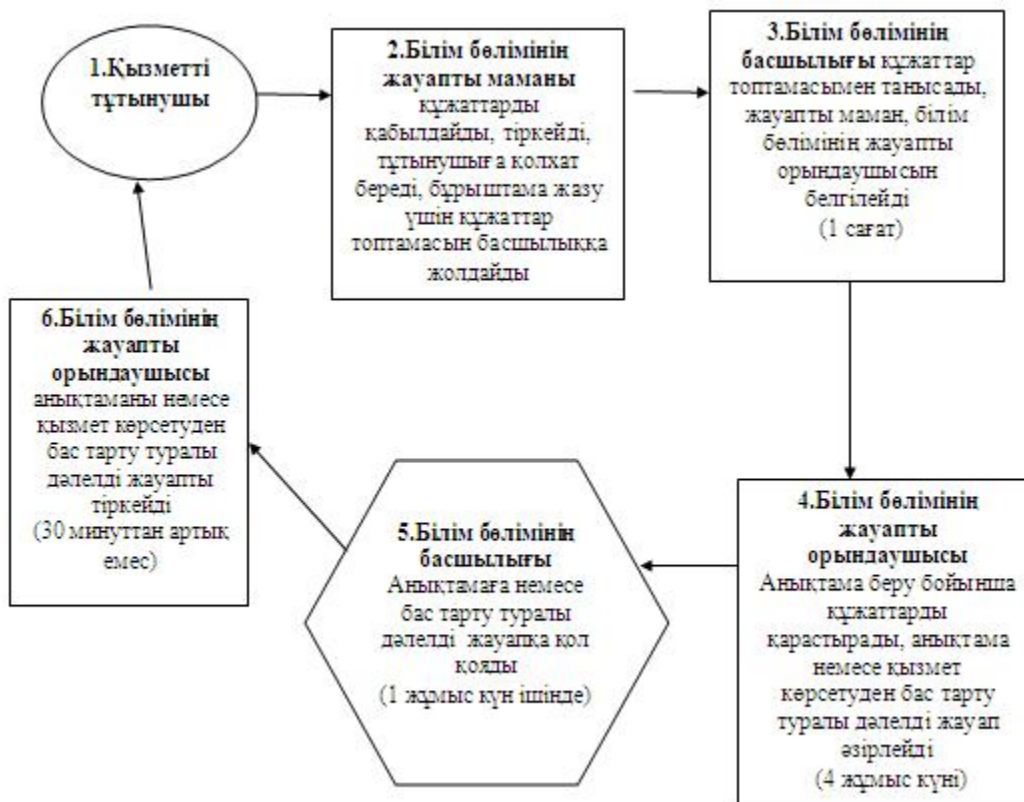 1.Қызметті
тұтынушы
2.Білім бөлімінің
жауапты маманы
құжаттарды
қабылдайды, тіркейді,
тұтынушыға қолхат
береді, бұрыштама жазу
үшін құжаттар
топтамасын басшылыққа
жолдайды
3.Білім бөлімінің
басшылығы құжаттар
топтамасымен танысады,
жауапты маман, білім
бөлімінің жауапты
орындаушысын
белгілейді
(1 сағат)
4.Білім бөлімінің
жауапты
орындаушысы
Анықтама беру бойынша
құжаттарды
қарастырады, анықтама
немесе қызмет
көрсетуден бас тарту
туралы дәлелді жауап
әзірлейді
(4 жұмыс күні)
5.Білім бөлімінің
басшылығы
Анықтамаға немесе
бас тарту туралы
дәлелді жауапқа қол
қояды
(1 жұмыс күн ішінде)
6.Білім бөлімінің
жауапты
орындаушысы
анықтаманы немесе
қызмет көрсетуден
бас тарту туралы
дәлелді жауапты
тіркейді
(30 минуттан артық
емес)